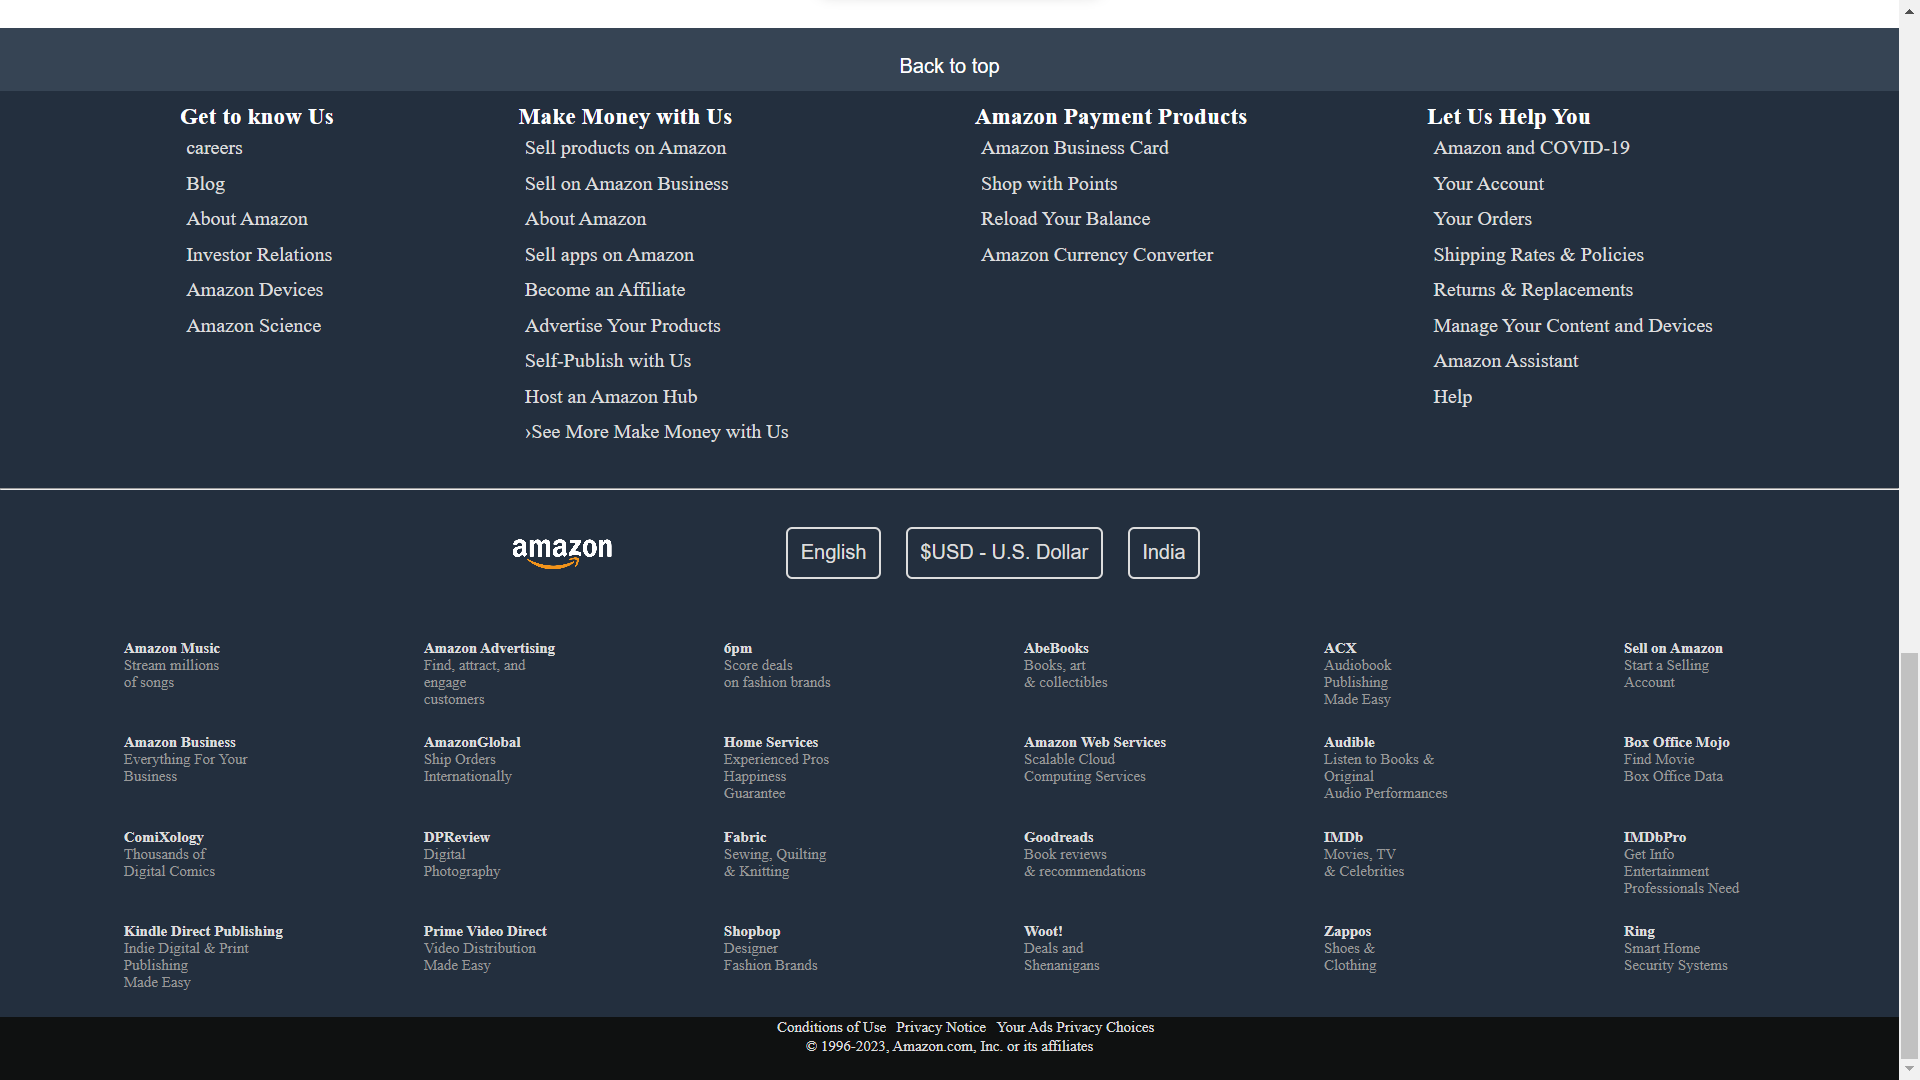 Back to top
Get to know Us
careers
Blog
About Amazon
Investor Relations
Amazon Devices
Amazon Science
Make Money with Us
Sell products on Amazon
Sell on Amazon Business
About Amazon
Sell apps on Amazon
Become an Affiliate
Advertise Your Products
Self-Publish with Us
Host an Amazon Hub
›See More Make Money with Us
Amazon Payment Products
Amazon Business Card
Shop with Points
Reload Your Balance
Amazon Currency Converter
Let Us Help You
Amazon and COVID-19
Your Account
Your Orders
Shipping Rates & Policies
Returns & Replacements
Manage Your Content and Devices
Amazon Assistant
Help
amazon
English
$USD - U.S. Dollar
India
Amazon Music
Stream millions
of songs
Amazon Advertising
Find, attract, and
engage
customers
6pm
Score deals
on fashion brands
AbeBooks
Books, art
& collectibles
ACX
Audiobook
Publishing
Made Easy
Sell on Amazon
Start a Selling
Account
Amazon Business
Everything For Your
Business
AmazonGlobal
Ship Orders
Internationally
Home Services
Experienced Pros
Happiness
Guarantee
Amazon Web Services
Scalable Cloud
Computing Services
Audible
Listen to Books &
Original
Audio Performances
Box Office Mojo
Find Movie
Box Office Data
ComiXology
Thousands of
Digital Comics
DPReview
Digital
Photography
Fabric
Sewing, Quilting
& Knitting
Goodreads
Book reviews
& recommendations
IMDb
Movies, TV
& Celebrities
IMDbPro
Get Info
Entertainment
Professionals Need
Kindle Direct Publishing
Indie Digital & Print
Publishing
Made Easy
Prime Video Direct
Video Distribution
Made Easy
Shopbop
Designer
Fashion Brands
Woot!
Deals and
Shenanigans
Zappos
Shoes &
Clothing
Ring
Smart Home
Security Systems
Conditions of Use Privacy Notice Your Ads Privacy Choices
© 1996-2023, Amazon.com, Inc. or its affiliates